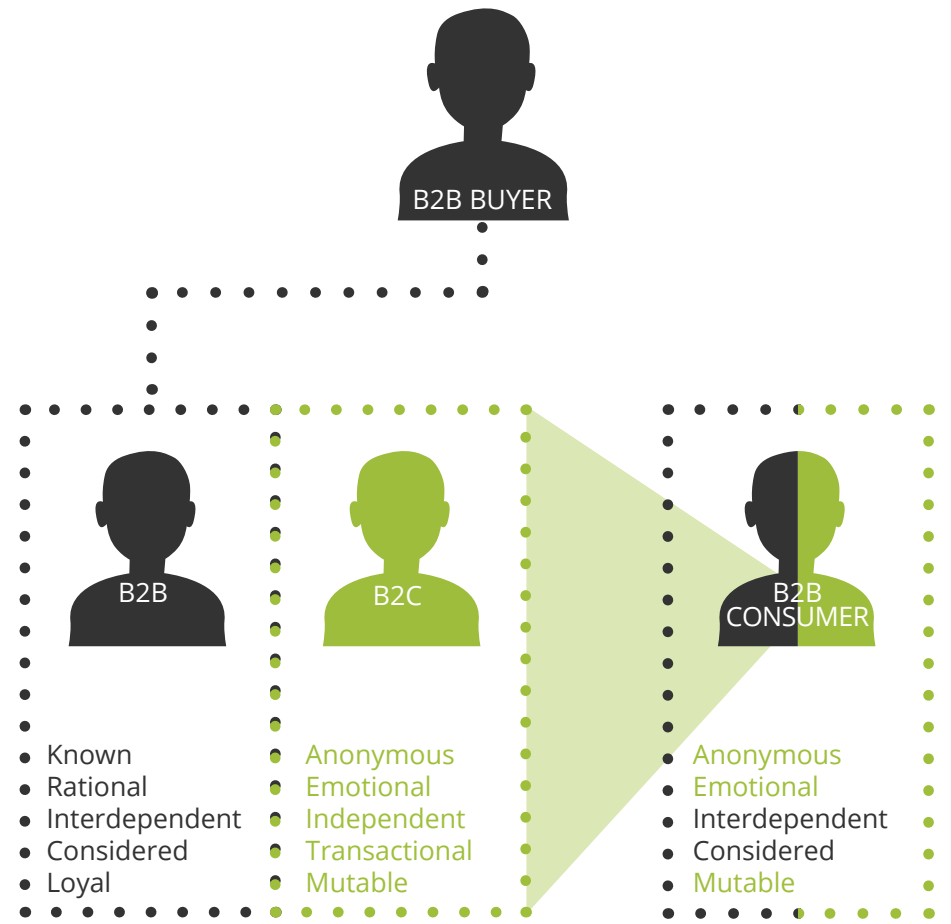 B2B BUYER
B2B
B2C
B2B
CONSUMER
Known
Rational
Interdependent
Considered
Loyal
Anonymous
Emotional
Independent
Transactional
Mutable
Anonymous
Emotional
Interdependent
Considered
Mutable